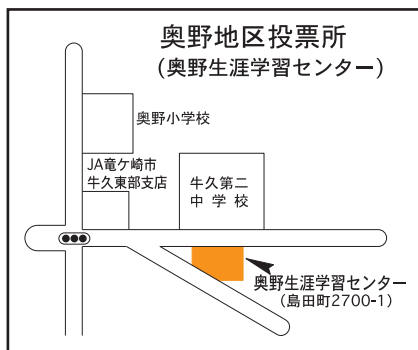 奥野地区投票所
(奥野生涯学習センター)
奥野小学校
JA竜ケ崎市
牛久東部支店
牛久第二
中学校
奥野生涯学習センター
(島田町2700-1)